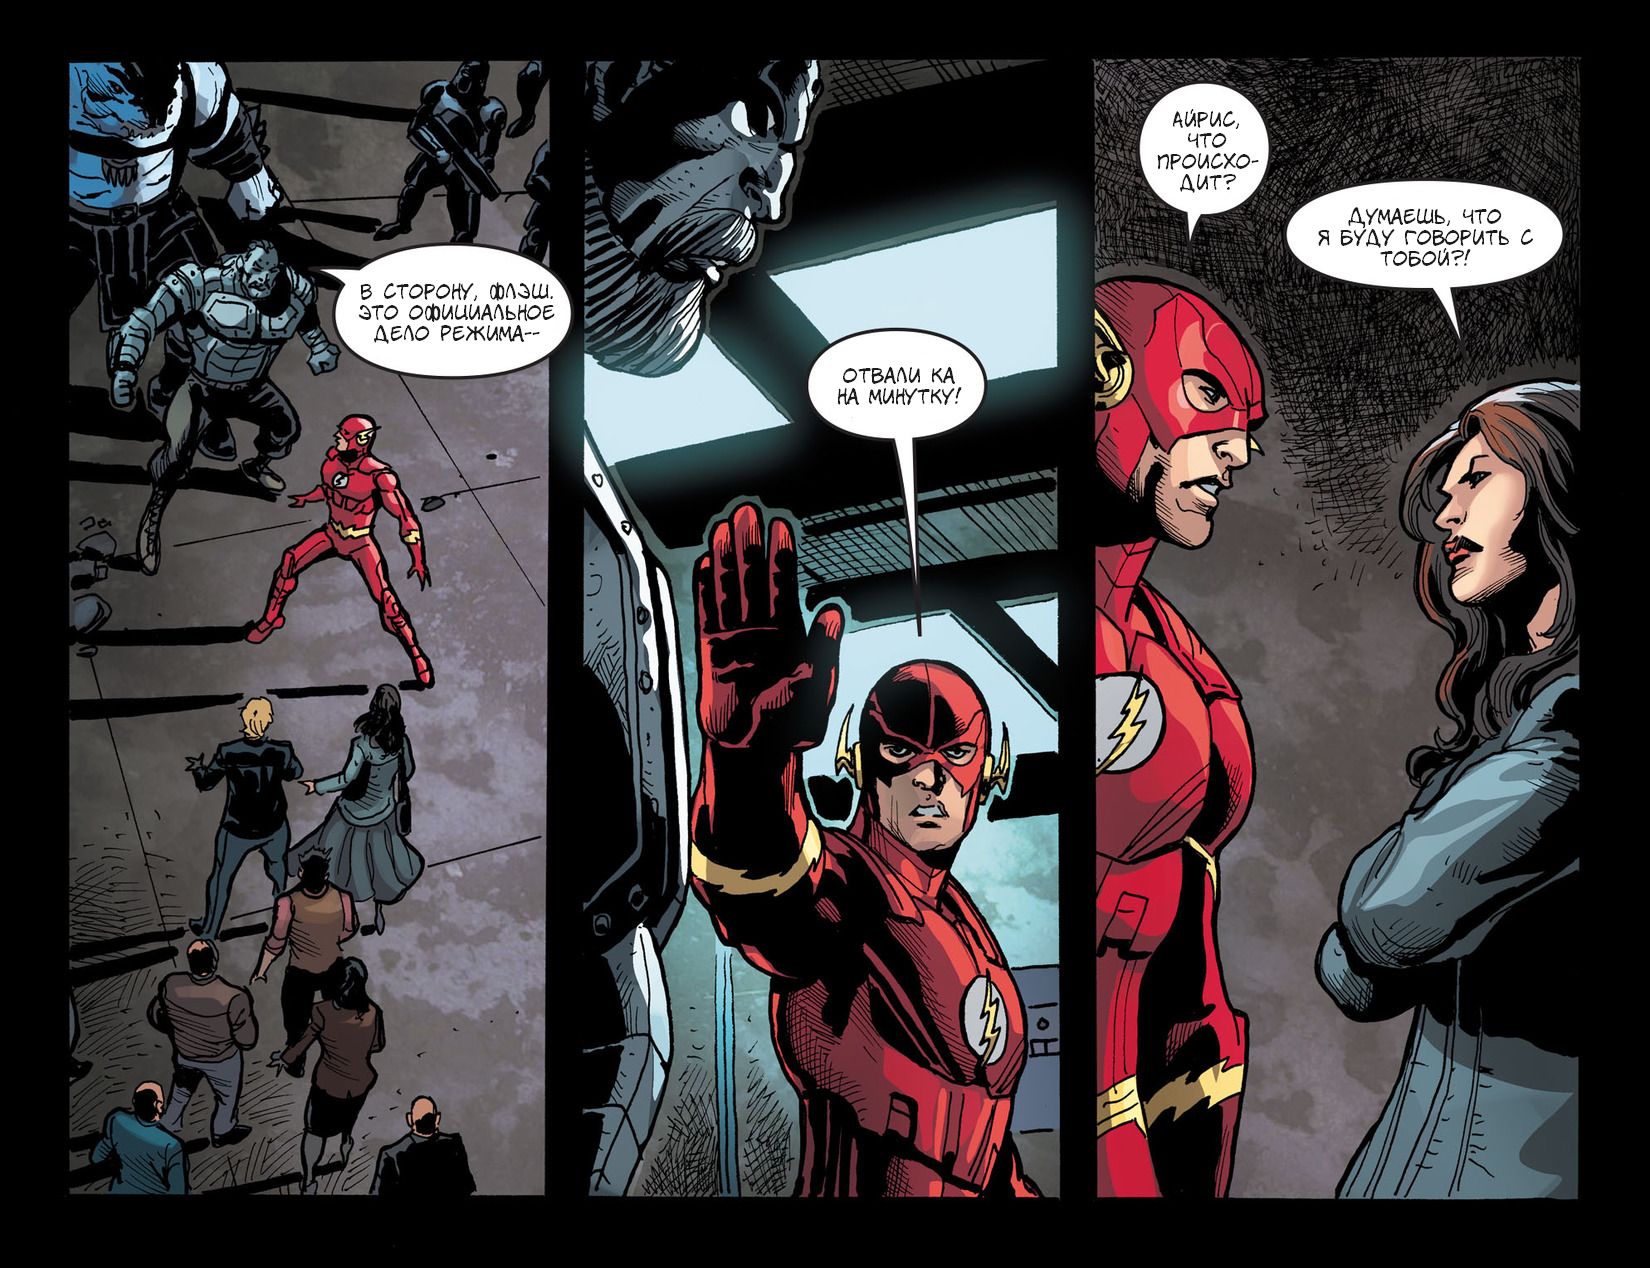 В СТОРОНУ, ФЛЭШ.
ЭТО ОФИЦИАЛЬНОЕ
ДЕЛО РЕЖИМА--
ОТВАЛИ КА
НА МИНУТКУ!
АЙРИС,
ЧТО
ПРОИСХО-
ДИТ?
ДУМАЕШЬ, ЧТО
Я БУДУ ГОВОРИТЬ С
ТОБОЙ?!